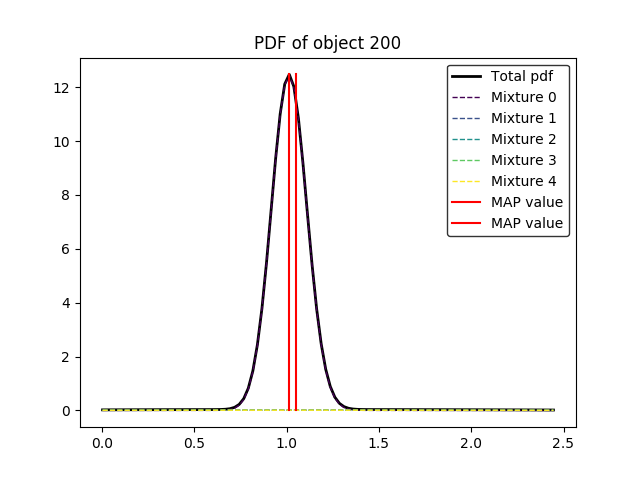 PDF of object 200
Total pdf
Mixture 0
Mixture 1
Mixture 2
Mixture 3
Mixture 4
MAP value
MAP value
12
10
8
6
4
2
0
0.0 0.5 1.0 1.5 2.0 2.5